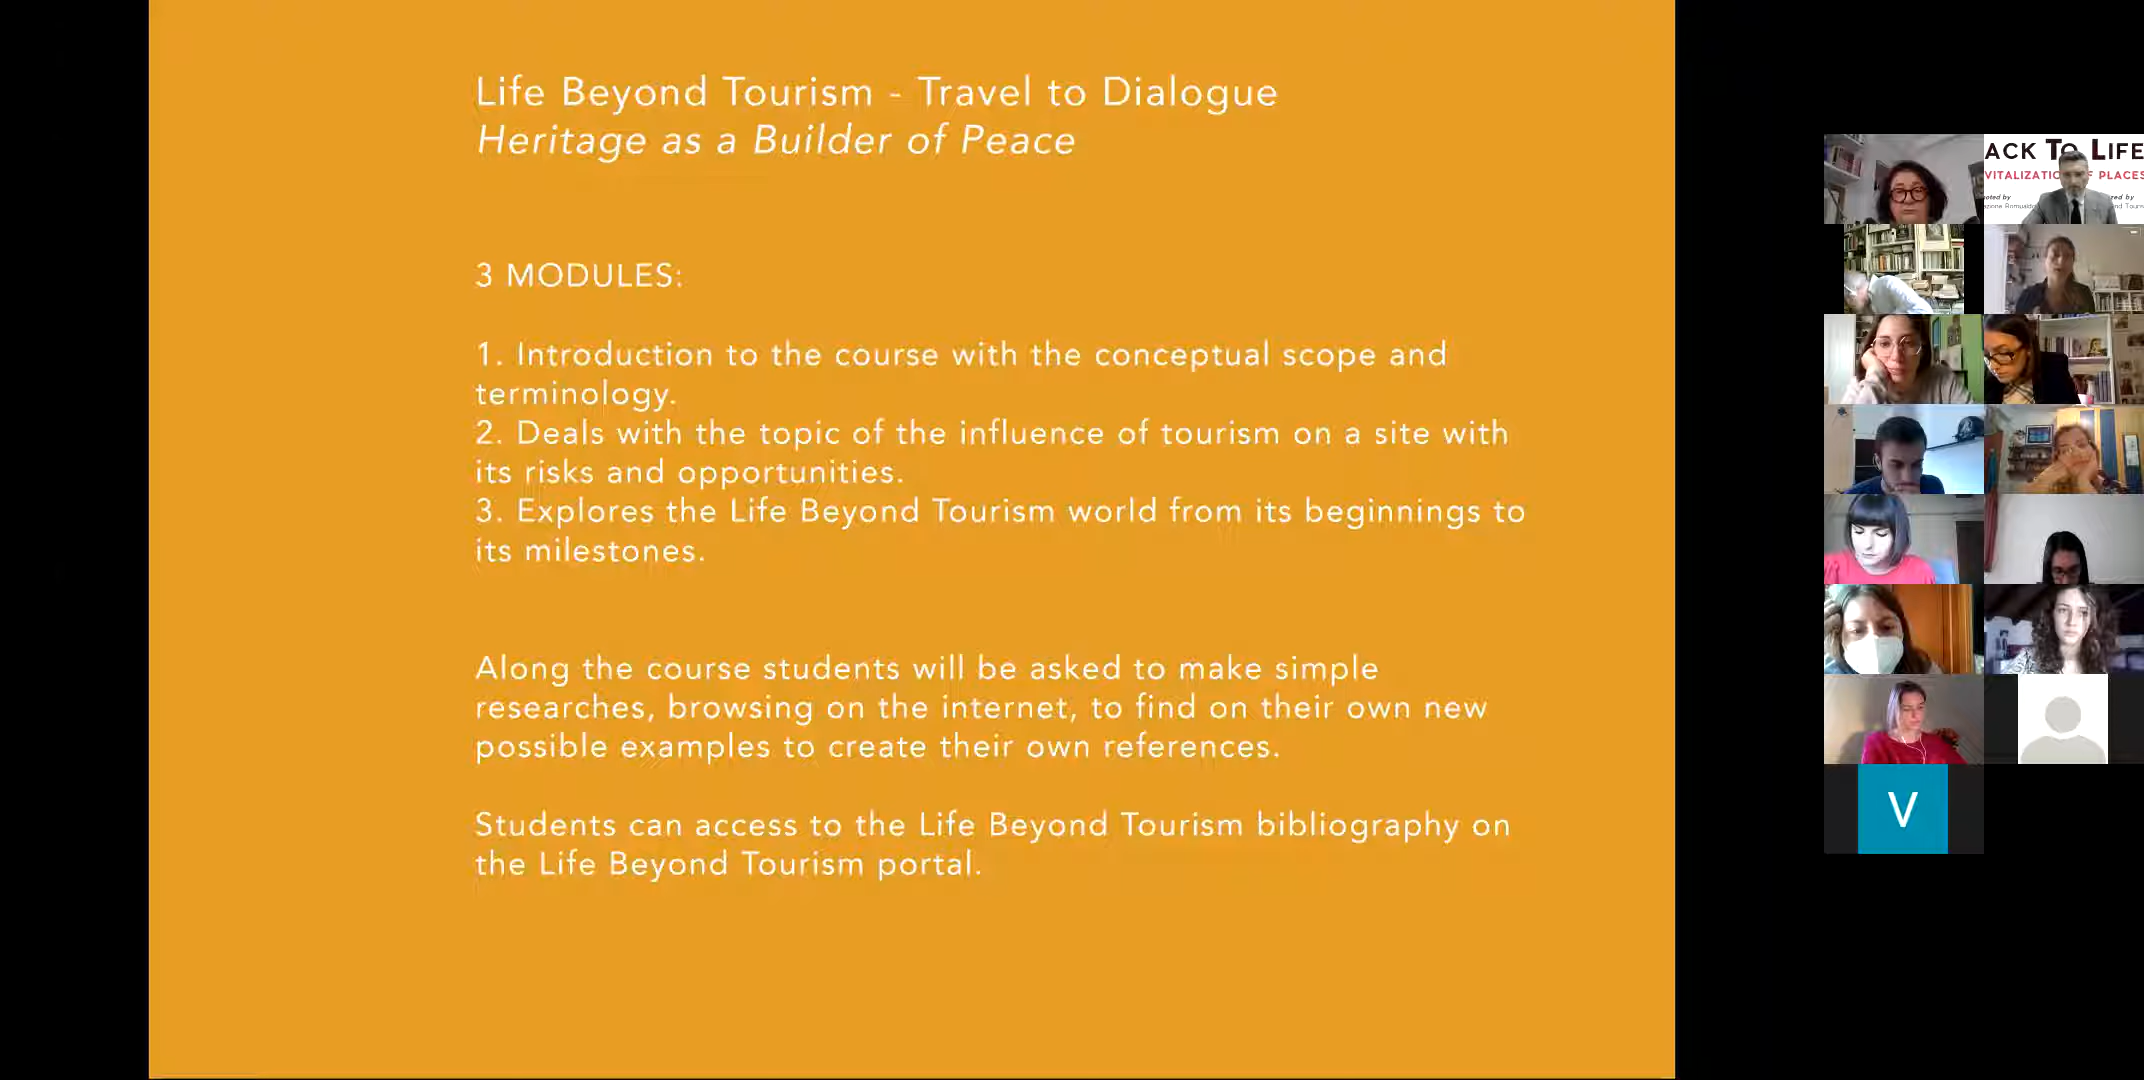 Life Beyond Tourism - Travel to Dialogue
Heritage as a Builder of Peace
3 MODULES:
1. Introduction to the course with the conceptual scope and
terminology.
2. Deals with the topic of the influence of tourism on a site with
its risks and opportunities.
3. Explores the Life Beyond Tourism world from its beginnings to
its milestones.
Along the course students will be asked to make simple
researches, browsing on the internet, to find on their own new
possible examples to create their own references.
Students can access to the Life Beyond Tourism bibliography on
the Life Beyond Tourism portal.
ACK TO LIFE
PLACES
V